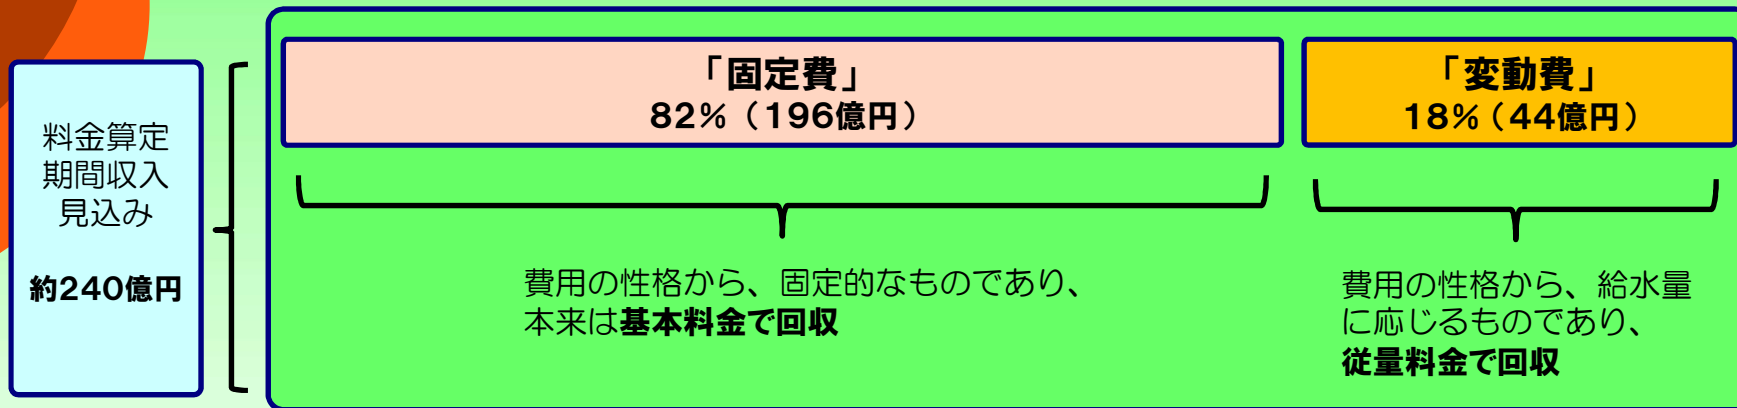 料金算定
期間収入
見込み
約240億円
「固定費」
82%（196億円）
費用の性格から、固定的なものであり、
本来は基本料金で回収
「変動費」
18%（44億円）
費用の性格から、給水量
に応じるものであり、
従量料金で回収